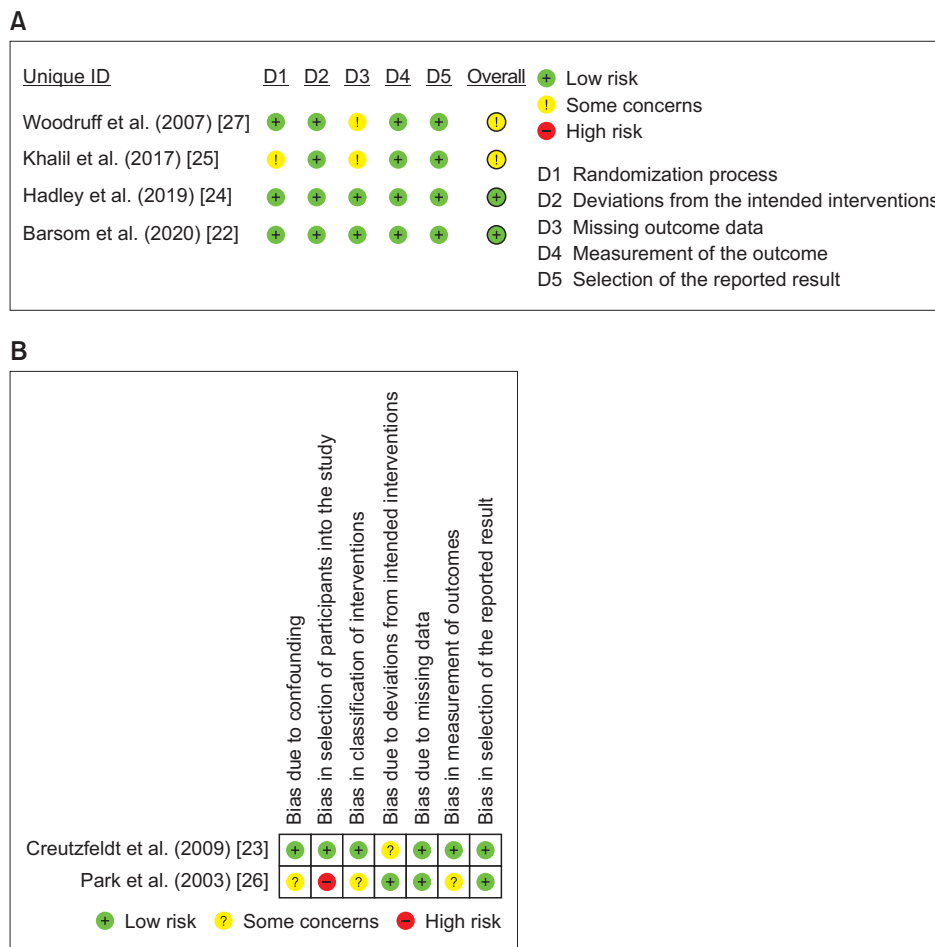 A
Unique ID D1 D2 D3 D4 D5 Overall
Woodruff et al. (2007) [27] + + ! + + !
Khalil et al. (2017) [25] ! + ! + + !
Hadley et al. (2019) [24] + + + + + +
Barsom et al. (2020) [22] + + + + + +
+ Low risk
! Some concerns
− High risk
D1 Randomization process
D2 Deviations from the intended interventions
D3 Missing outcome data
D4 Measurement of the outcome
D5 Selection of the reported result
B
Bias due to confounding
Bias in selection of participants into the study
Bias in classification of interventions
Bias due to deviations from intended interventions
Bias due to missing data
Bias in measurement of outcomes
Bias in selection of the reported result
Creutzfeldt et al. (2009) [23] + + + ? + + +
Park et al. (2003) [26] ? − ? + + ? +
+ Low risk ? Some concerns − High risk